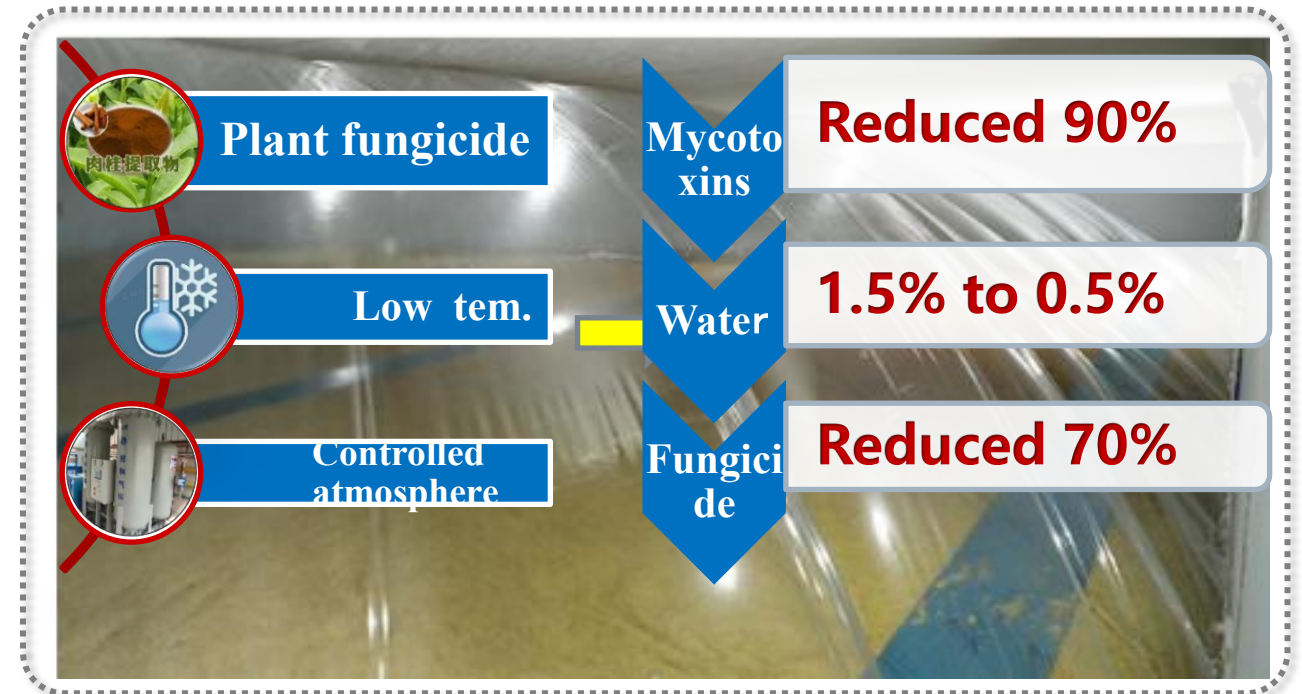 Plant fungicide
肉桂提取物
Low tem.
Controlled
atmosphere
Mycoto
xins
Reduced 90%
Water
1.5% to 0.5%
Fungici
de
Reduced 70%